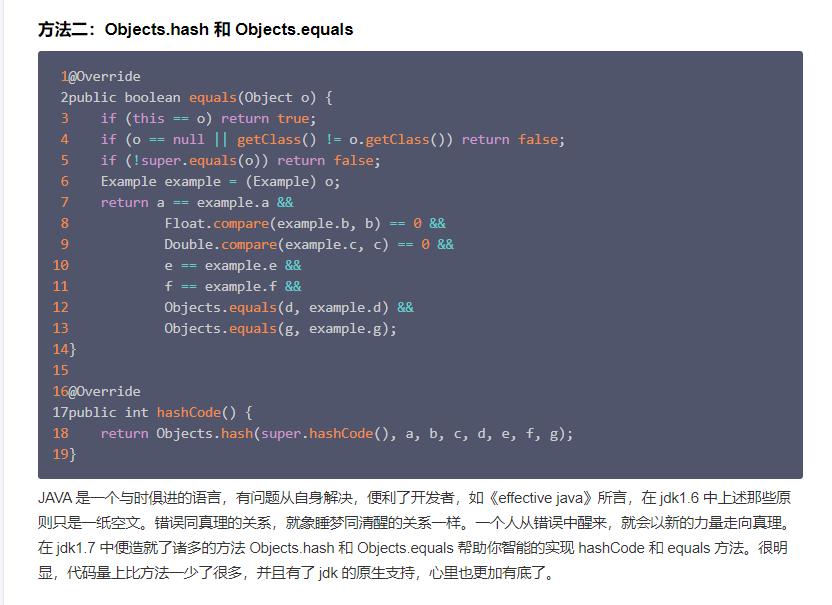 方法二：Objects.hash 和 Objects.equals
1@Override
2public boolean equals(Object o) {
3    if (this == o) return true;
4    if (o == null || getClass() != o.getClass()) return false;
5    if (!super.equals(o)) return false;
6    Example example = (Example) o;
7    return a == example.a &&
8            Float.compare(example.b, b) == 0 &&
9            Double.compare(example.c, c) == 0 &&
10            e == example.e &&
11            f == example.f &&
12            Objects.equals(d, example.d) &&
13            Objects.equals(g, example.g);
14}
15
16@Override
17public int hashCode() {
18    return Objects.hash(super.hashCode(), a, b, c, d, e, f, g);
19}
JAVA 是一个与时俱进的语言，有问题从自身解决，便利了开发者，如《effective java》所言，在 jdk1.6 中上述那些原
则只是一纸空文。错误同真理的关系，就象睡梦同清醒的关系一样。一个人从错误中醒来，就会以新的力量走向真理。
在 jdk1.7 中便造就了诸多的方法 Objects.hash 和 Objects.equals 帮助你智能的实现 hashCode 和 equals 方法。很明
显，代码量上比方法一少了很多，并且有了 jdk 的原生支持，心里也更加有底了。